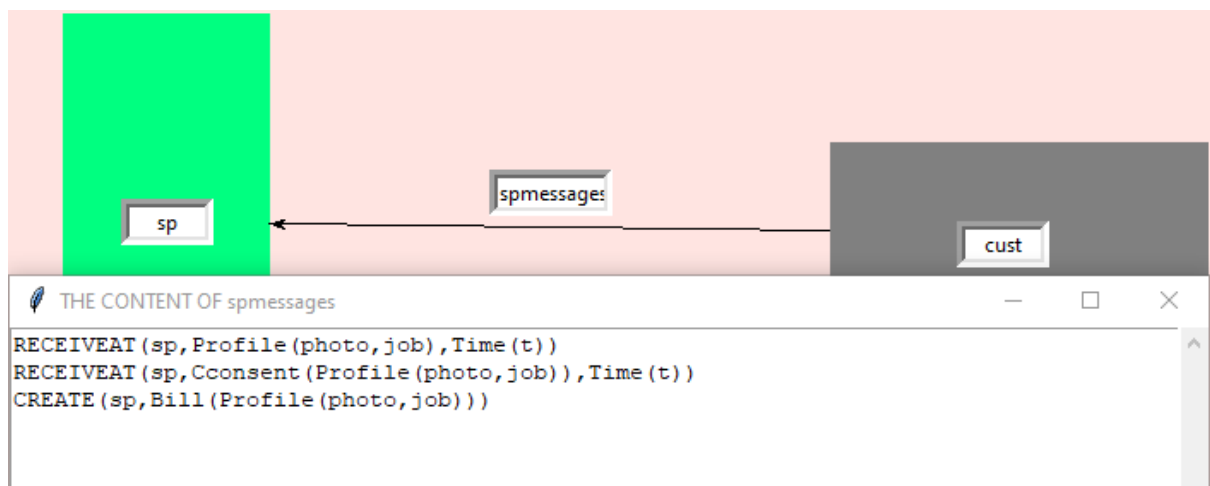 spmessages
sp
cust
THE CONTENT OF spmessages
RECEIVEAT(sp,Profile(photo,job),Time(t))
RECEIVEAT(sp,Cconsent(Profile(photo,job)),Time(t))
CREATE(sp,Bill(Profile(photo,job)))